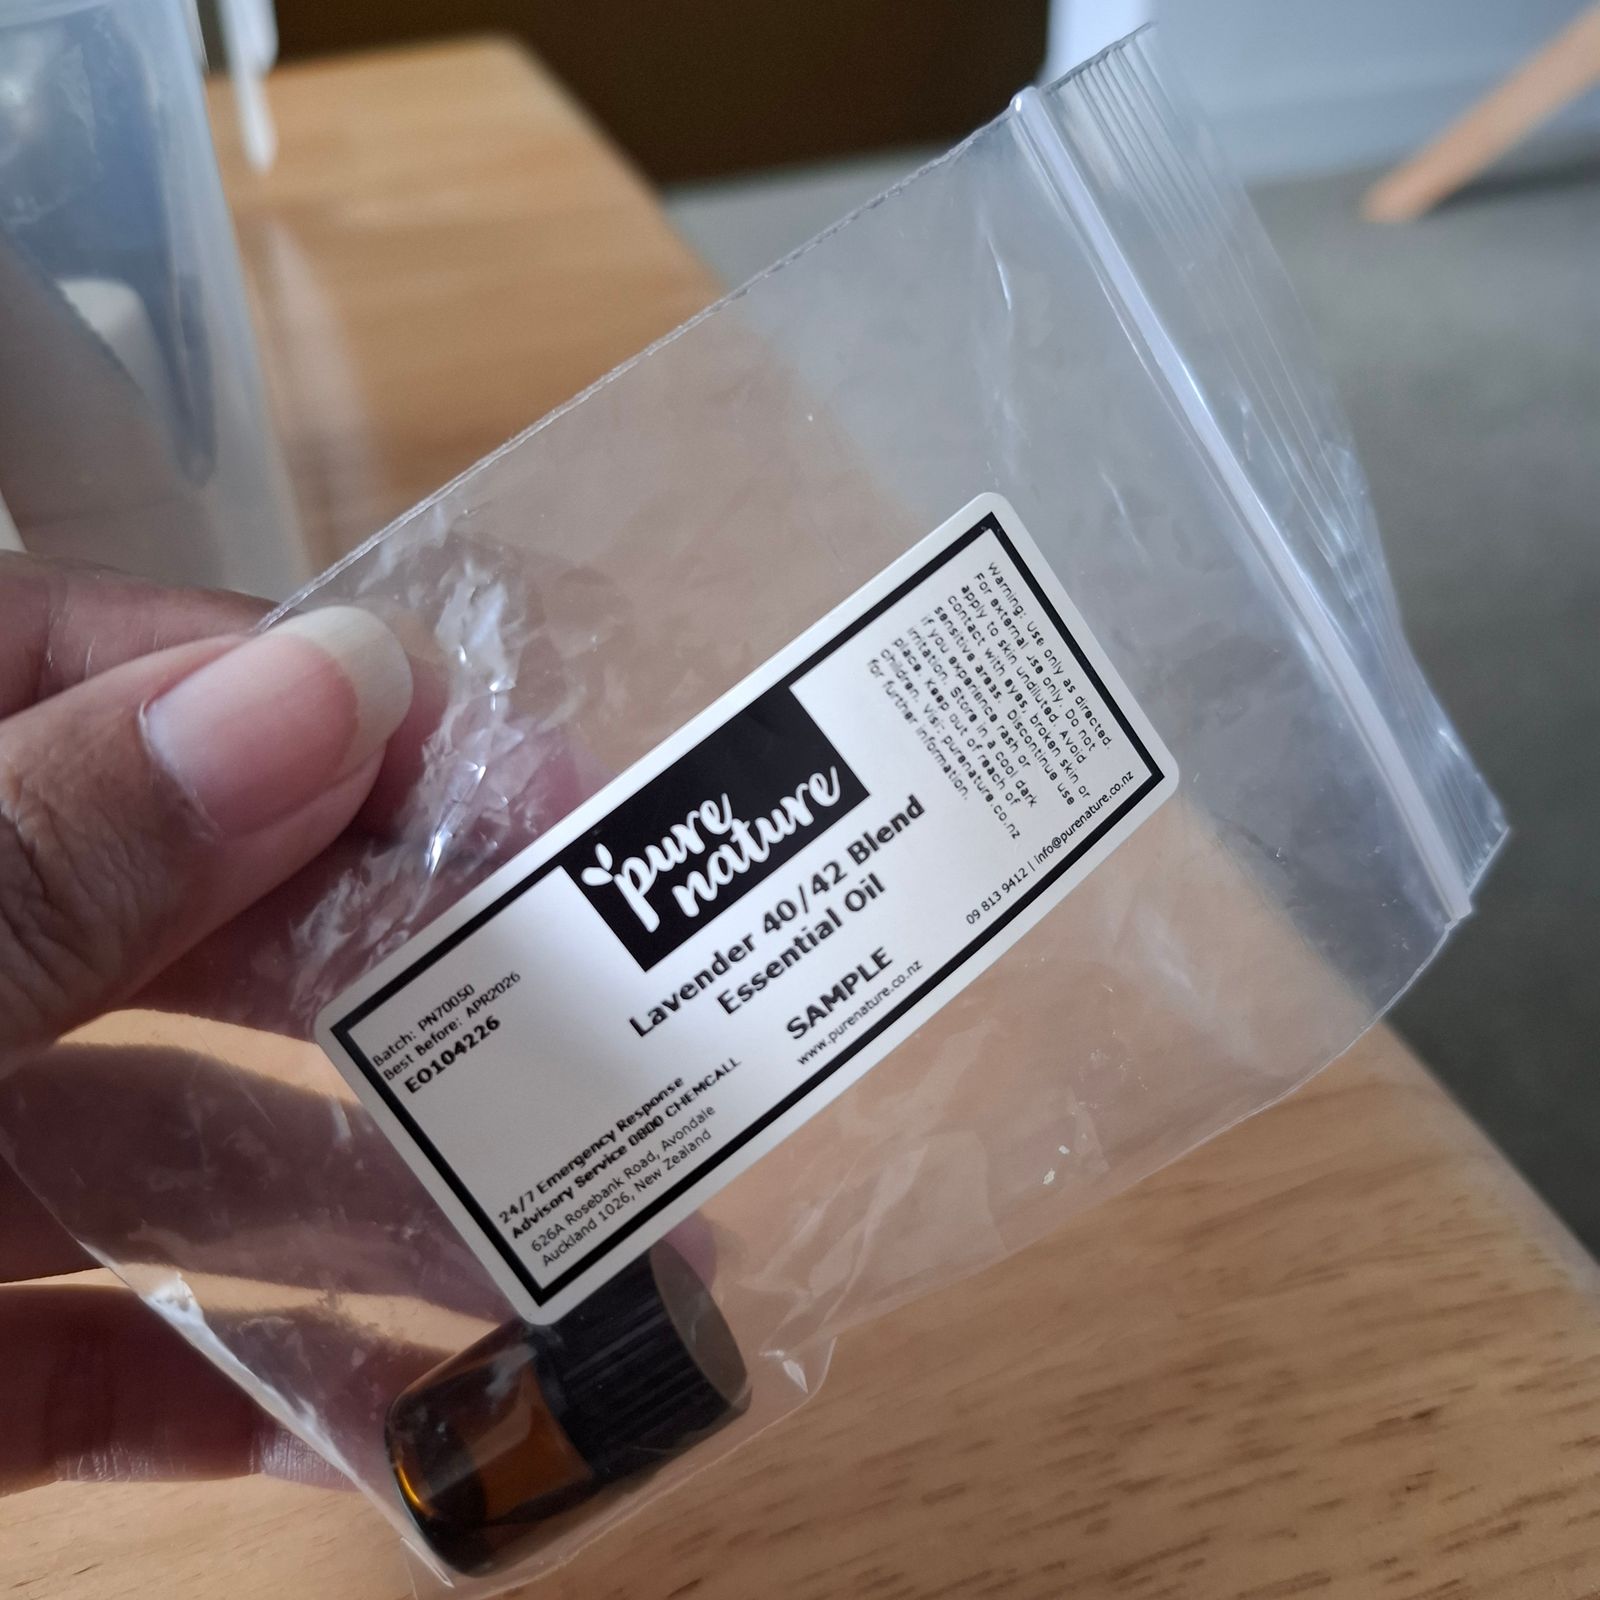 pure
nature
Lavender 40/42 Blend
Essential Oil
SAMPLE
www.purenature.co.nz
Batch: PN70050
Best Before: APR2026
EO104226
24/7 Emergency Response
Advisory Service 0800 CHEMCALL
626A Rosebank Road, Avondale
Auckland 1026, New Zealand
Warning: Use only as directed.
For external use only. Do not
apply to skin undiluted. Avoid
contact with eyes, broken skin or
sensitive areas. Discontinue use
if you experience rash or
irritation. Store in a cool dark
place. Keep out of reach of
children. Visit purenature.co.nz
for further information.
09 813 9412 | info@purenature.co.nz